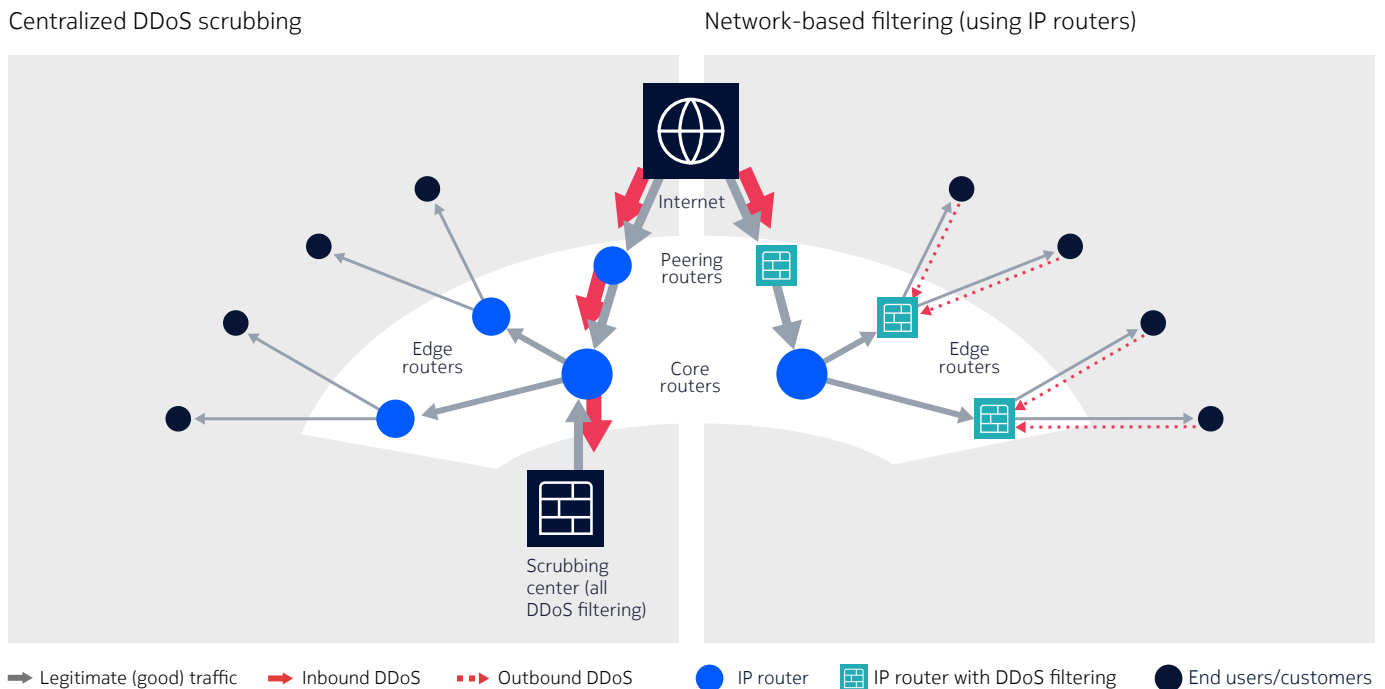 Centralized DDoS scrubbing
Network-based filtering (using IP routers)
Internet
Peering
routers
Edge
routers
Core
routers
Edge
routers
Scrubbing
center (all
DDoS filtering)
Legitimate (good) traffic
Inbound DDoS
Outbound DDoS
IP router
IP router with DDoS filtering
End users/customers